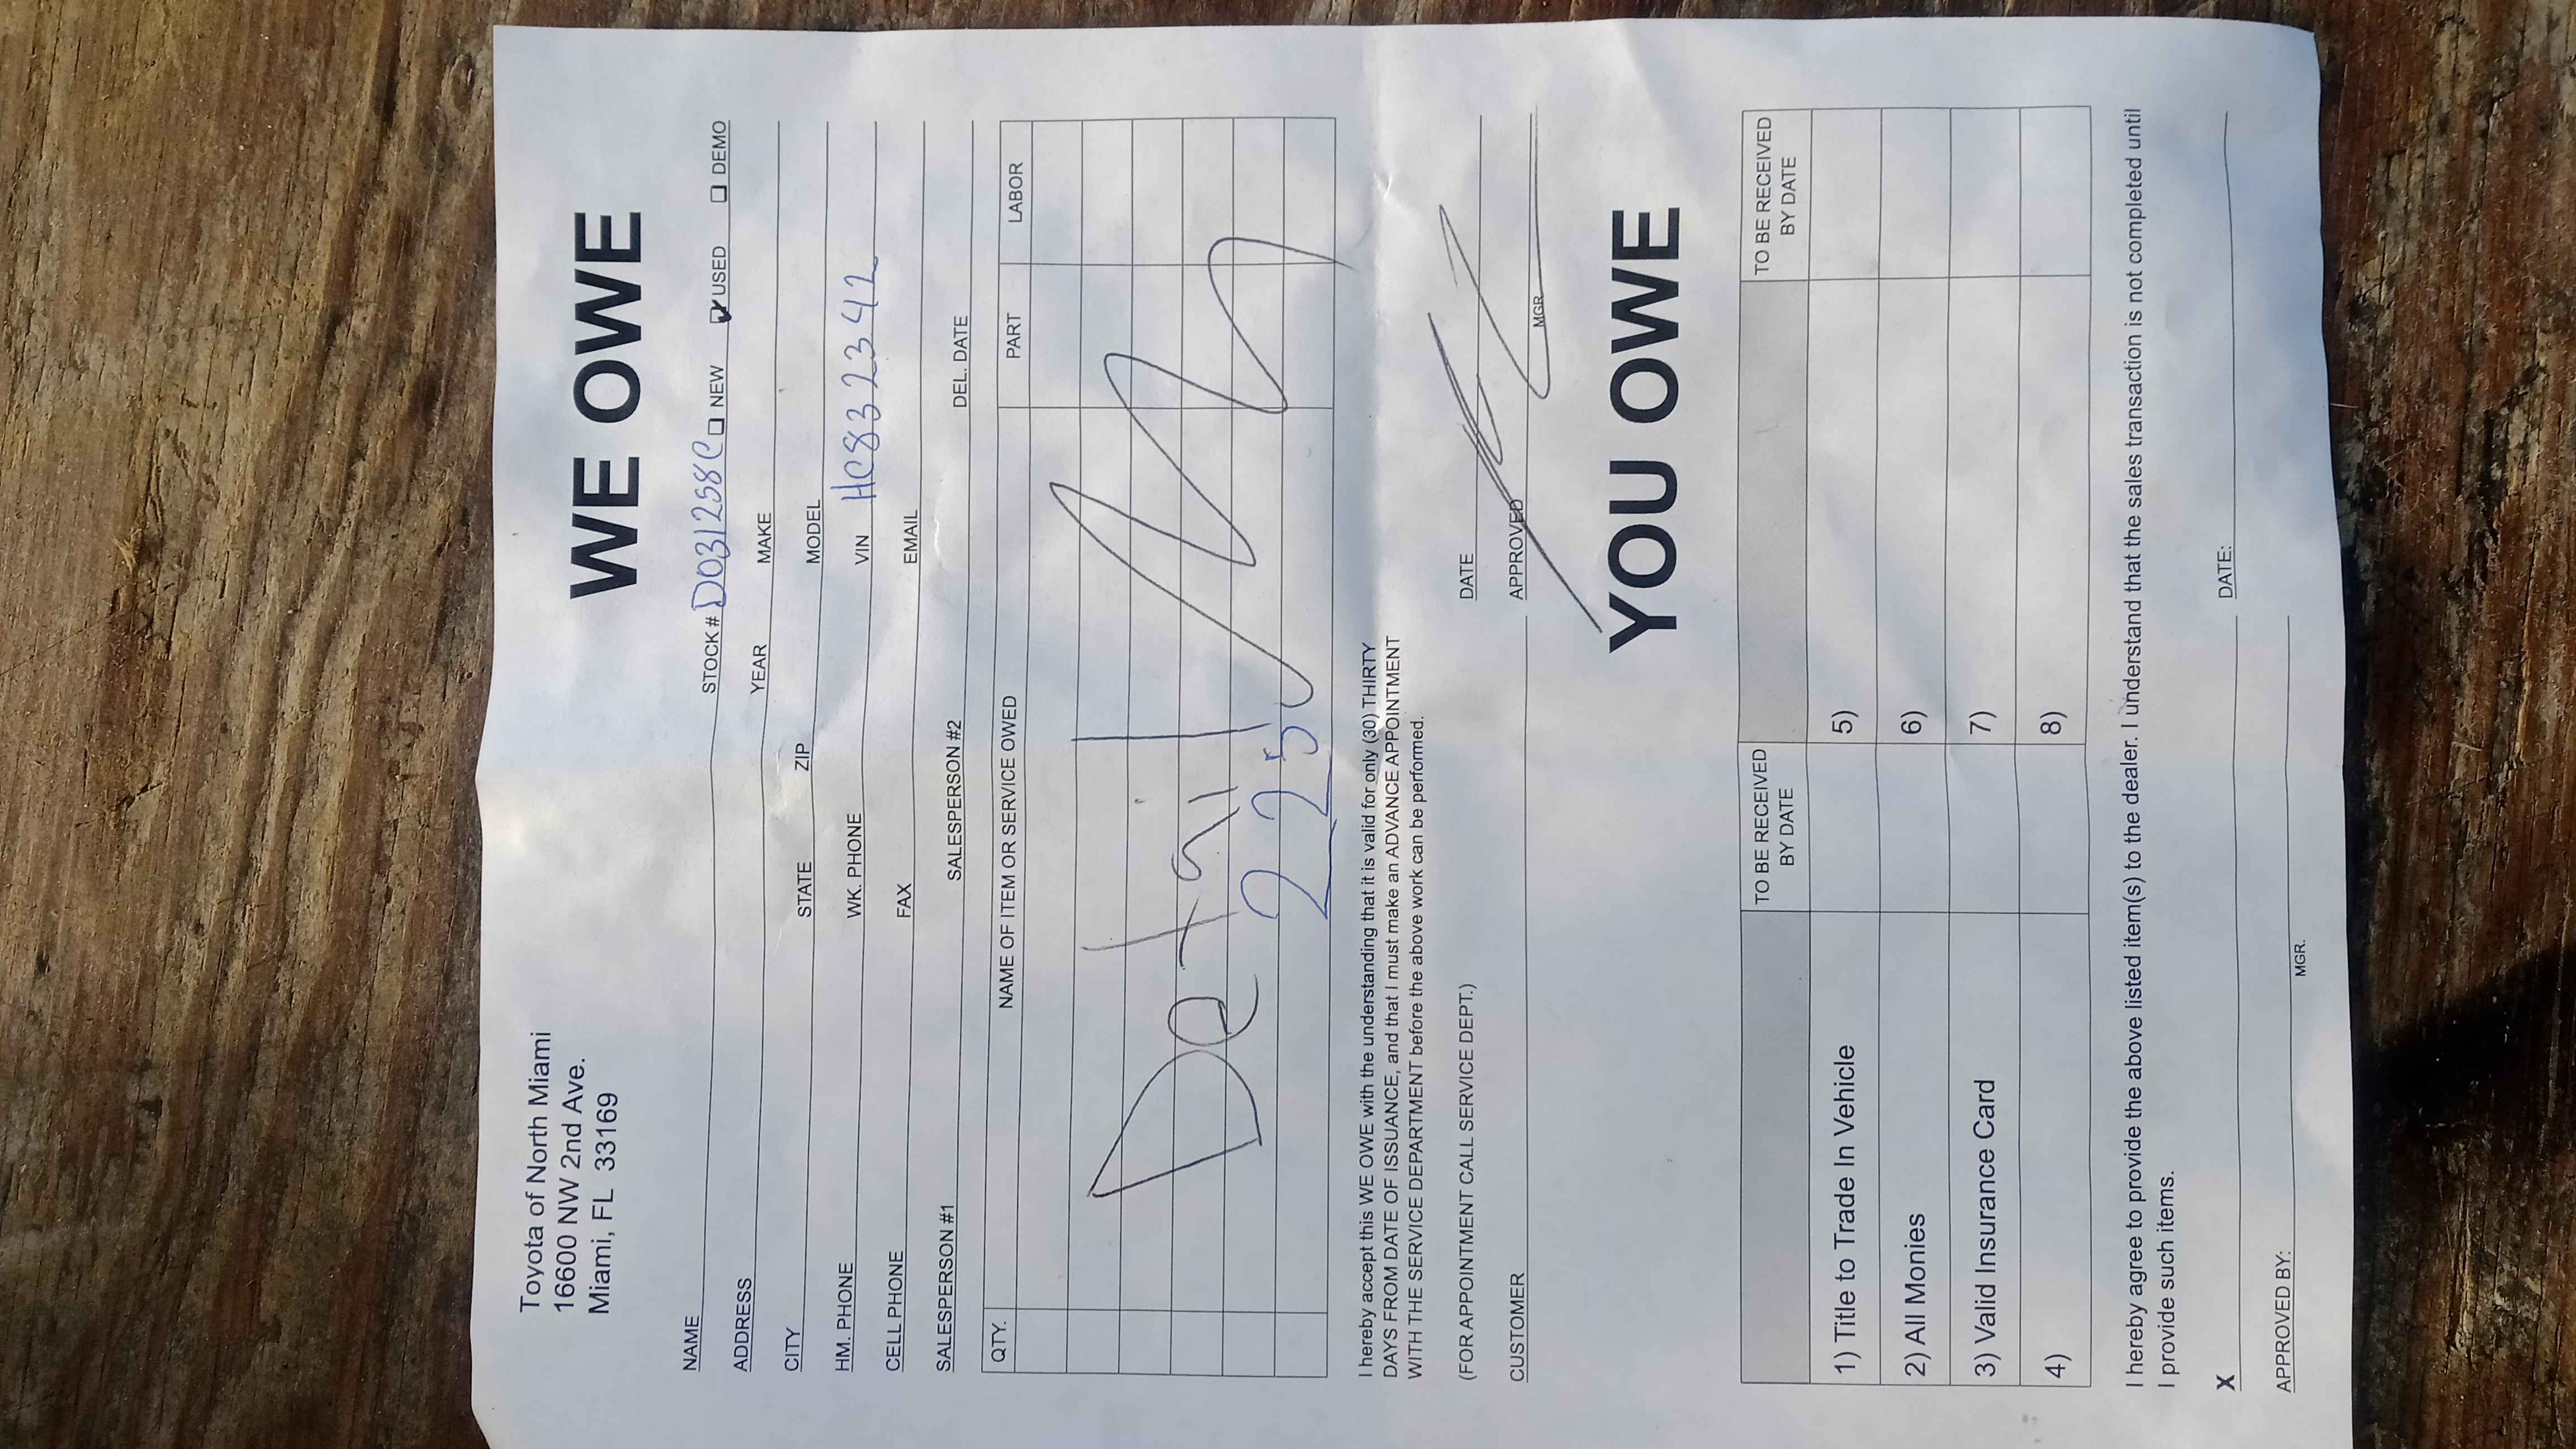 Toyota of North Miami
16600 NW 2nd Ave.
Miami, FL 33169
WE OWE
STOCK # D031258C NEW USED DEMO
NAME
YEAR MAKE
ADDRESS
CITY STATE ZIP MODEL
HM. PHONE WK. PHONE VIN HC832342
CELL PHONE FAX EMAIL
SALESPERSON #1 SALESPERSON #2 DEL. DATE
QTY. NAME OF ITEM OR SERVICE OWED PART LABOR
Detail
225
I hereby accept this WE OWE with the understanding that it is valid for only (30) THIRTY
DAYS FROM DATE OF ISSUANCE, and that I must make an ADVANCE APPOINTMENT
WITH THE SERVICE DEPARTMENT before the above work can be performed.
(FOR APPOINTMENT CALL SERVICE DEPT.) DATE
CUSTOMER APPROVED
MGR.
YOU OWE
TO BE RECEIVED BY DATE TO BE RECEIVED BY DATE
1) Title to Trade In Vehicle 5)
2) All Monies 6)
3) Valid Insurance Card 7)
4) 8)
I hereby agree to provide the above listed item(s) to the dealer. I understand that the sales transaction is not completed until
I provide such items.
X DATE:
APPROVED BY:
MGR.